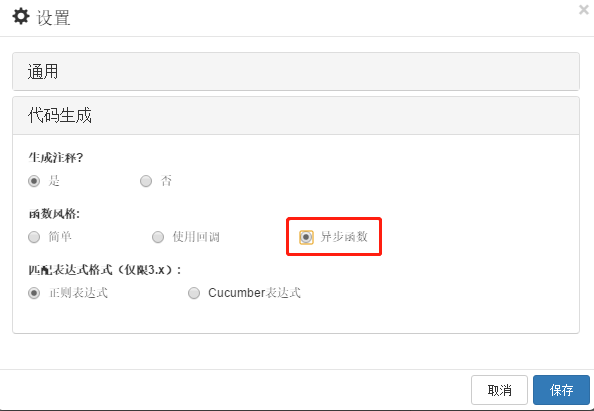 设置
通用
代码生成
生成注释?
是 否
函数风格:
简单 使用回调 异步函数
匹配表达式格式（仅限3.x）:
正则表达式 Cucumber表达式
取消 保存